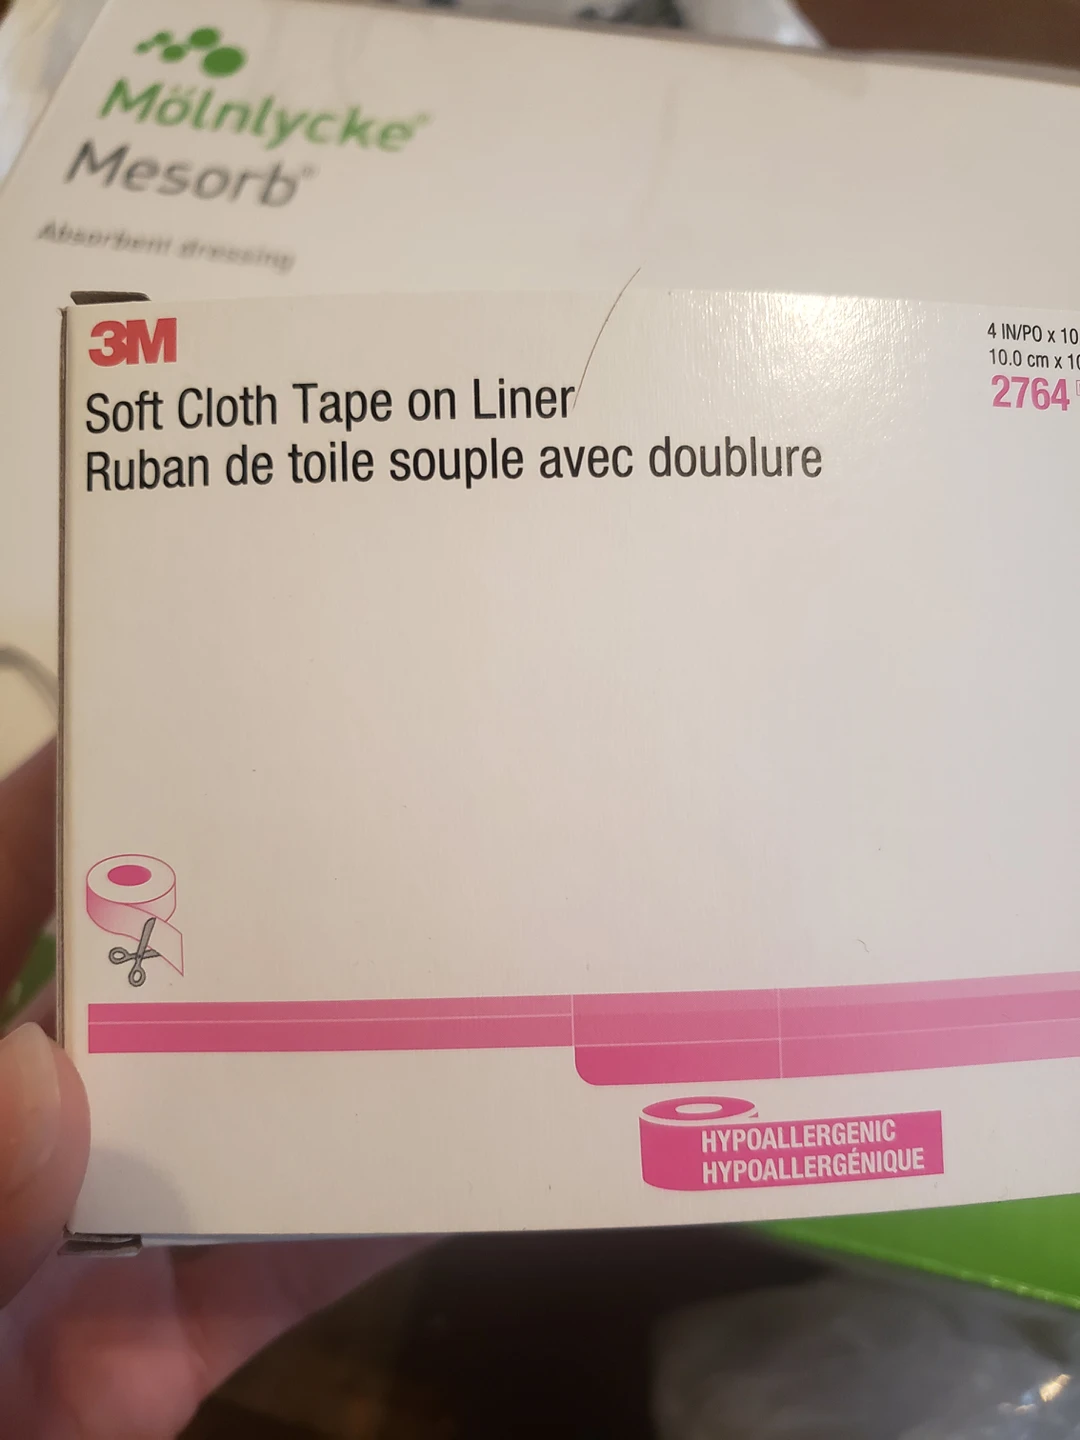 Mölnlycke®
Mesorb®
Absorbent dressing
3M
Soft Cloth Tape on Liner
Ruban de toile souple avec doublure
4 IN/PO x 10
10.0 cm x 10
2764
HYPOALLERGENIC
HYPOALLERGÉNIQUE